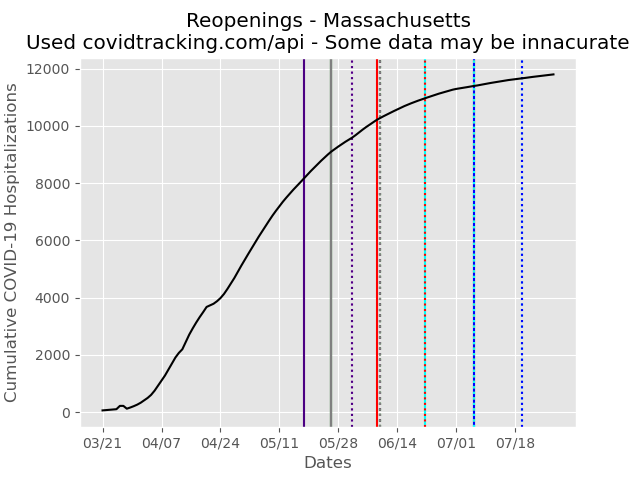 Reopenings - Massachusetts
Used covidtracking.com/api - Some data may be innacurate
Cumulative COVID-19 Hospitalizations
12000
10000
8000
6000
4000
2000
0
03/21 04/07 04/24 05/11 05/28 06/14 07/01 07/18
Dates